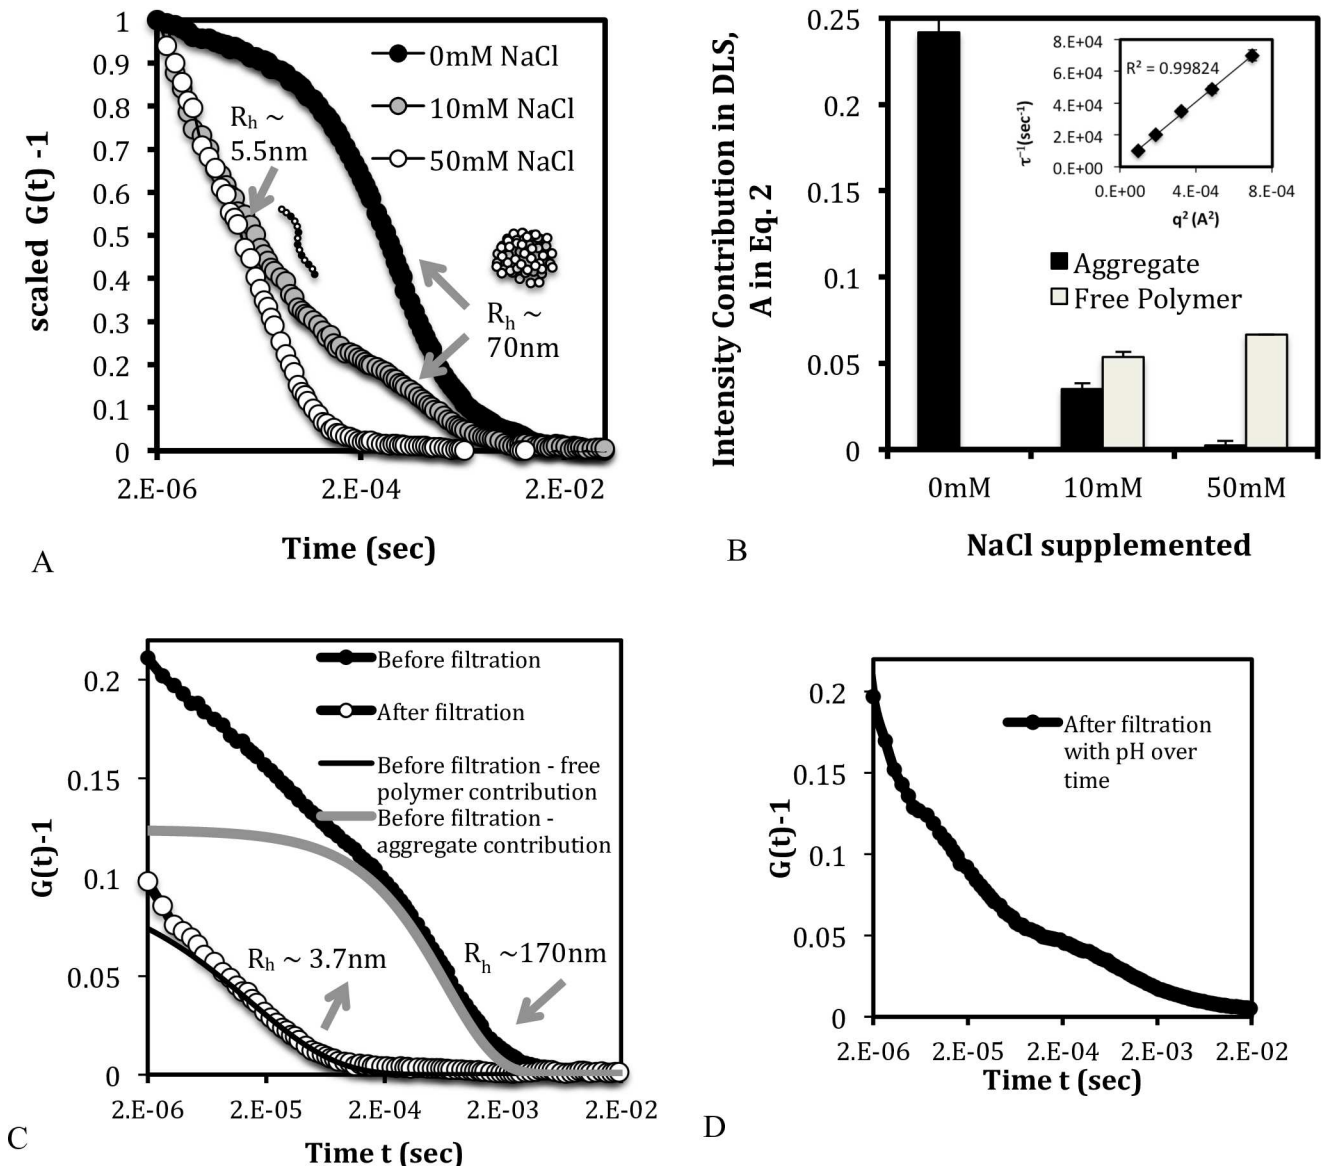 1
0.9
0.8
0.7
0.6
0.5
0.4
0.3
0.2
0.1
0
scaled G(t) -1
0mM NaCl
10mM NaCl
50mM NaCl
Rh ~
5.5nm
Rh ~
70nm
2.E-06
2.E-04
2.E-02
Time (sec)
A
Intensity Contribution in DLS,
A in Eq. 2
0.25
0.2
0.15
0.1
0.05
0
8.E+04
6.E+04
4.E+04
2.E+04
0.E+00
τ⁻¹(sec⁻¹)
R² = 0.99824
0.E+00
4.E-04
8.E-04
q² (A²)
Aggregate
Free Polymer
0mM
10mM
50mM
NaCl supplemented
B
G(t)-1
0.2
0.15
0.1
0.05
0
Before filtration
After filtration
Before filtration - free
polymer contribution
Before filtration -
aggregate contribution
Rh ~ 3.7nm
Rh ~170nm
2.E-06
2.E-05
2.E-04
2.E-03
2.E-02
Time t (sec)
C
G(t)-1
0.2
0.15
0.1
0.05
0
After filtration
with pH over
time
2.E-06
2.E-05
2.E-04
2.E-03
2.E-02
Time t (sec)
D